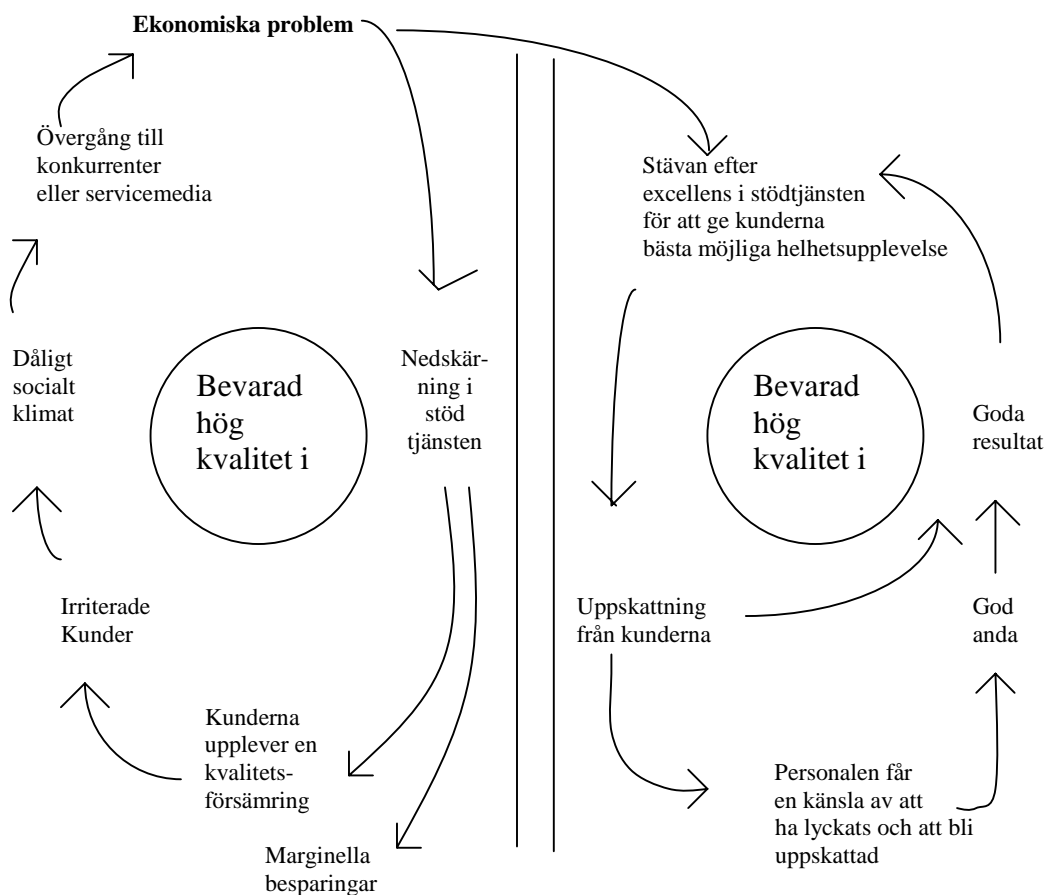 Ekonomiska problem
Övergång till
konkurrenter
eller servicemedia
Dåligt
socialt
klimat
Bevarad
hög
kvalitet i
Nedskär-
ning i
stöd
tjänsten
Irriterade
Kunder
Kunderna
upplever en
kvalitets-
försämring
Marginella
besparingar
Stävan efter
excellens i stödtjänsten
för att ge kunderna
bästa möjliga helhetsupplevelse
Bevarad
hög
kvalitet i
Goda
resultat
Uppskattning
från kunderna
God
anda
Personalen får
en känsla av att
ha lyckats och att bli
uppskattad